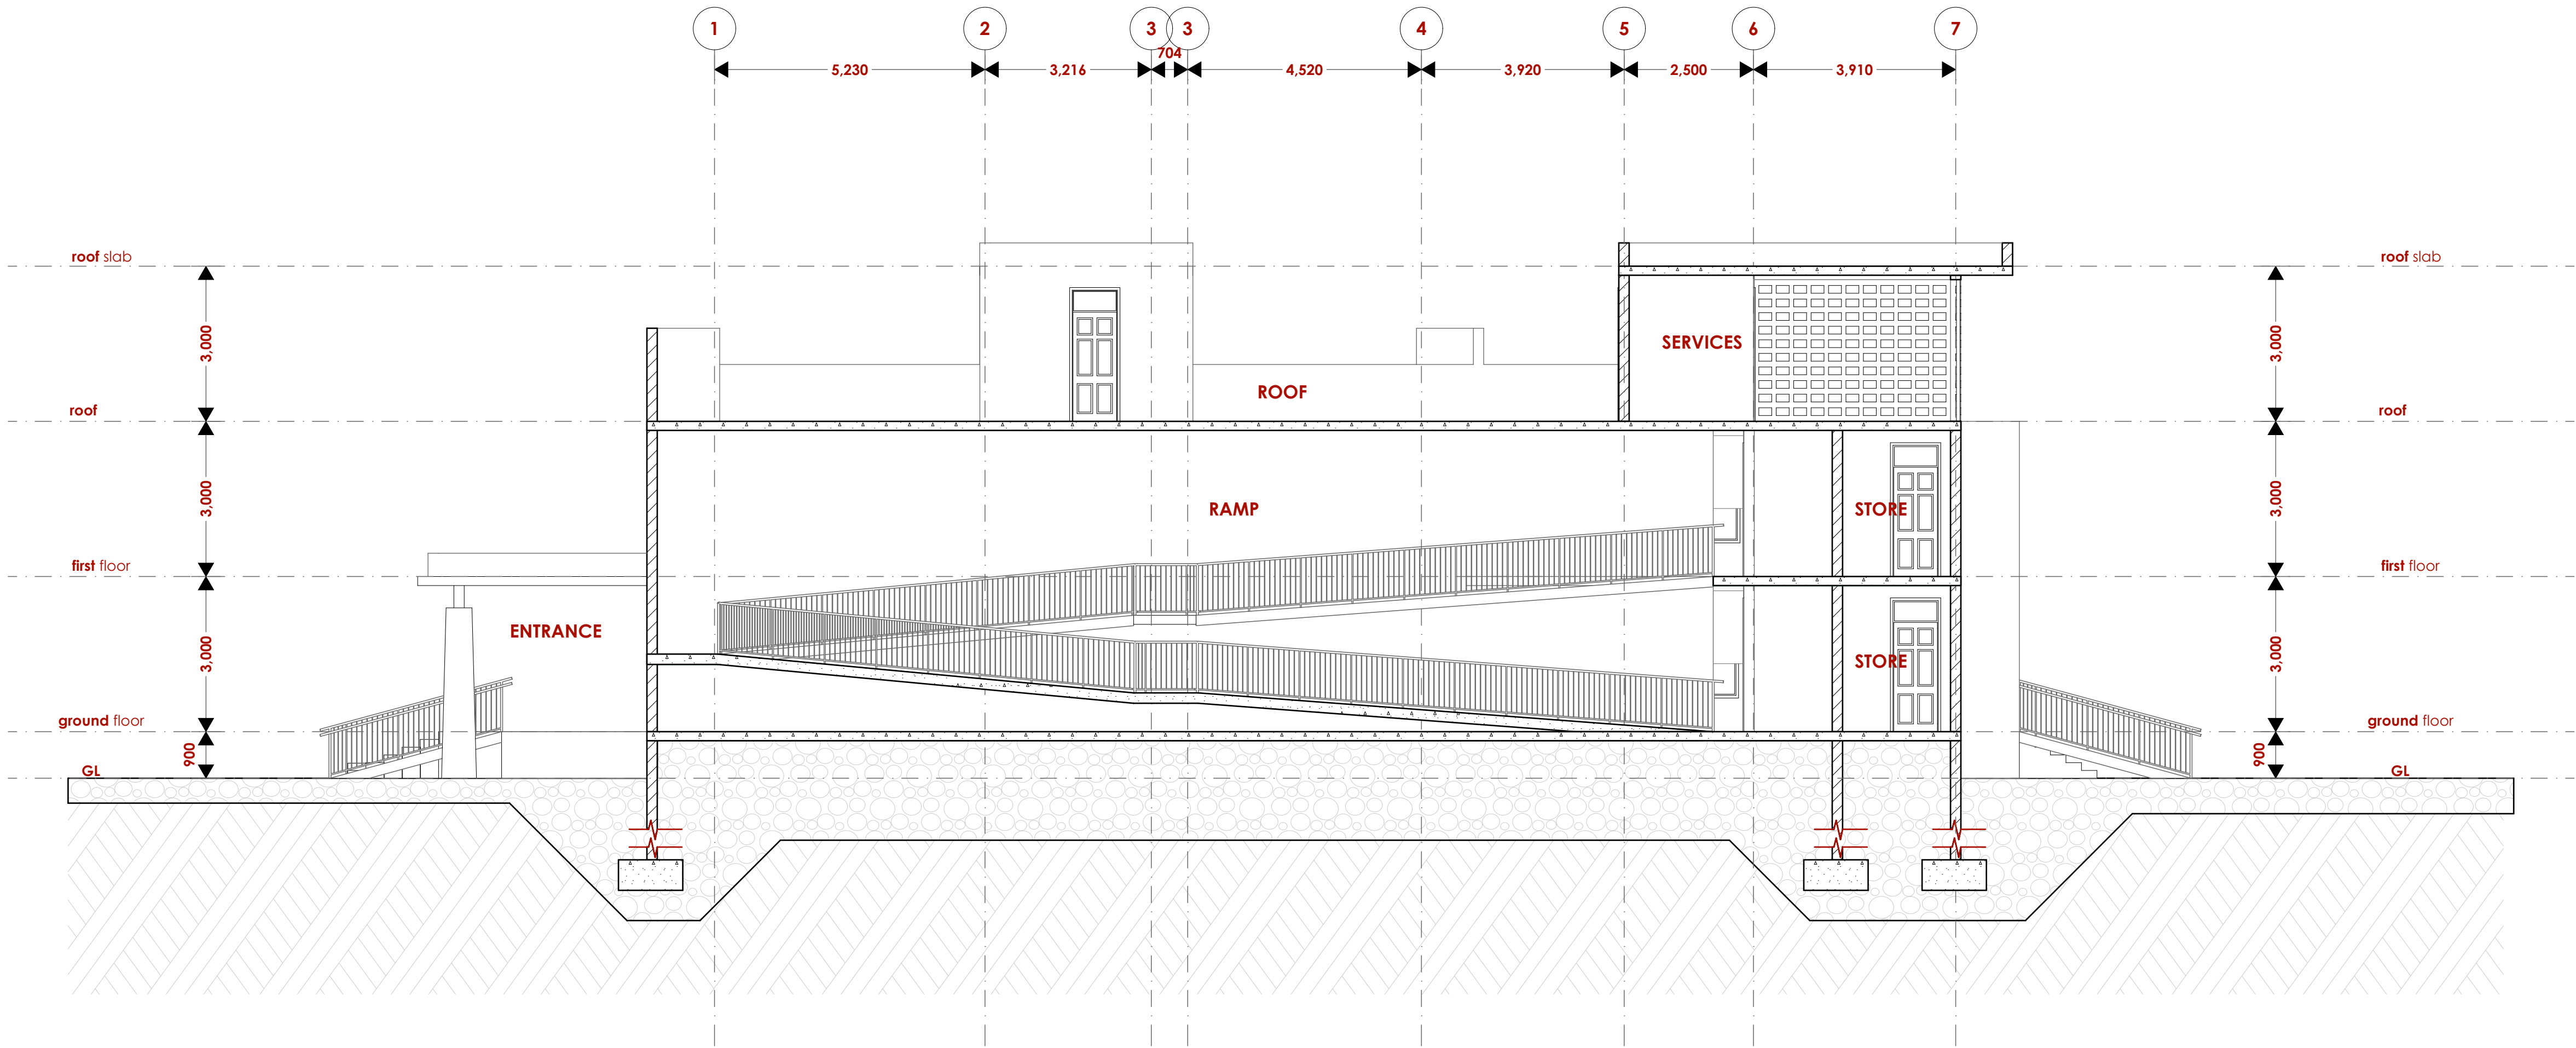 1 2 3 3 4 5 6 7
704
5,230 3,216 4,520 3,920 2,500 3,910
roof slab roof slab
3,000 SERVICES 3,000
ROOF
roof roof
3,000 RAMP STORE 3,000
first floor first floor
ENTRANCE
3,000 STORE 3,000
ground floor ground floor
900 900
GL GL